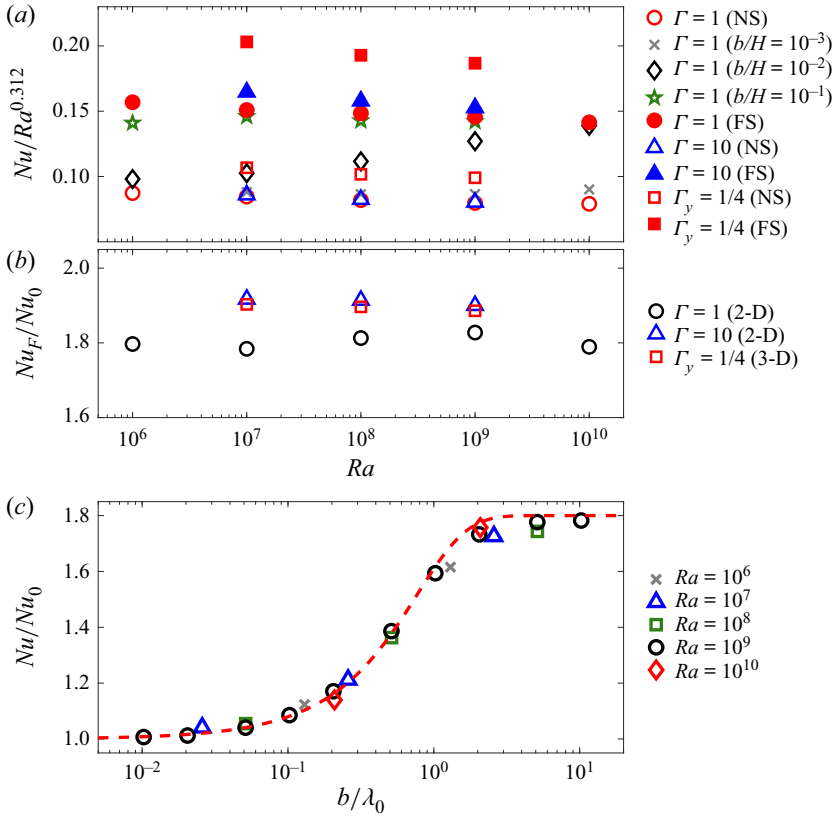 (a)
0.20
0.15
0.10
Nu/Ra^0.312
Γ = 1 (NS)
Γ = 1 (b/H = 10^–3)
Γ = 1 (b/H = 10^–2)
Γ = 1 (b/H = 10^–1)
Γ = 1 (FS)
Γ = 10 (NS)
Γ = 10 (FS)
Γ_y = 1/4 (NS)
Γ_y = 1/4 (FS)
(b)
2.0
1.8
1.6
Nu_F/Nu_0
10^6
10^7
10^8
10^9
10^10
Ra
Γ = 1 (2-D)
Γ = 10 (2-D)
Γ_y = 1/4 (3-D)
(c)
1.8
1.6
1.4
1.2
1.0
Nu/Nu_0
10^–2
10^–1
10^0
10^1
b/λ_0
Ra = 10^6
Ra = 10^7
Ra = 10^8
Ra = 10^9
Ra = 10^10